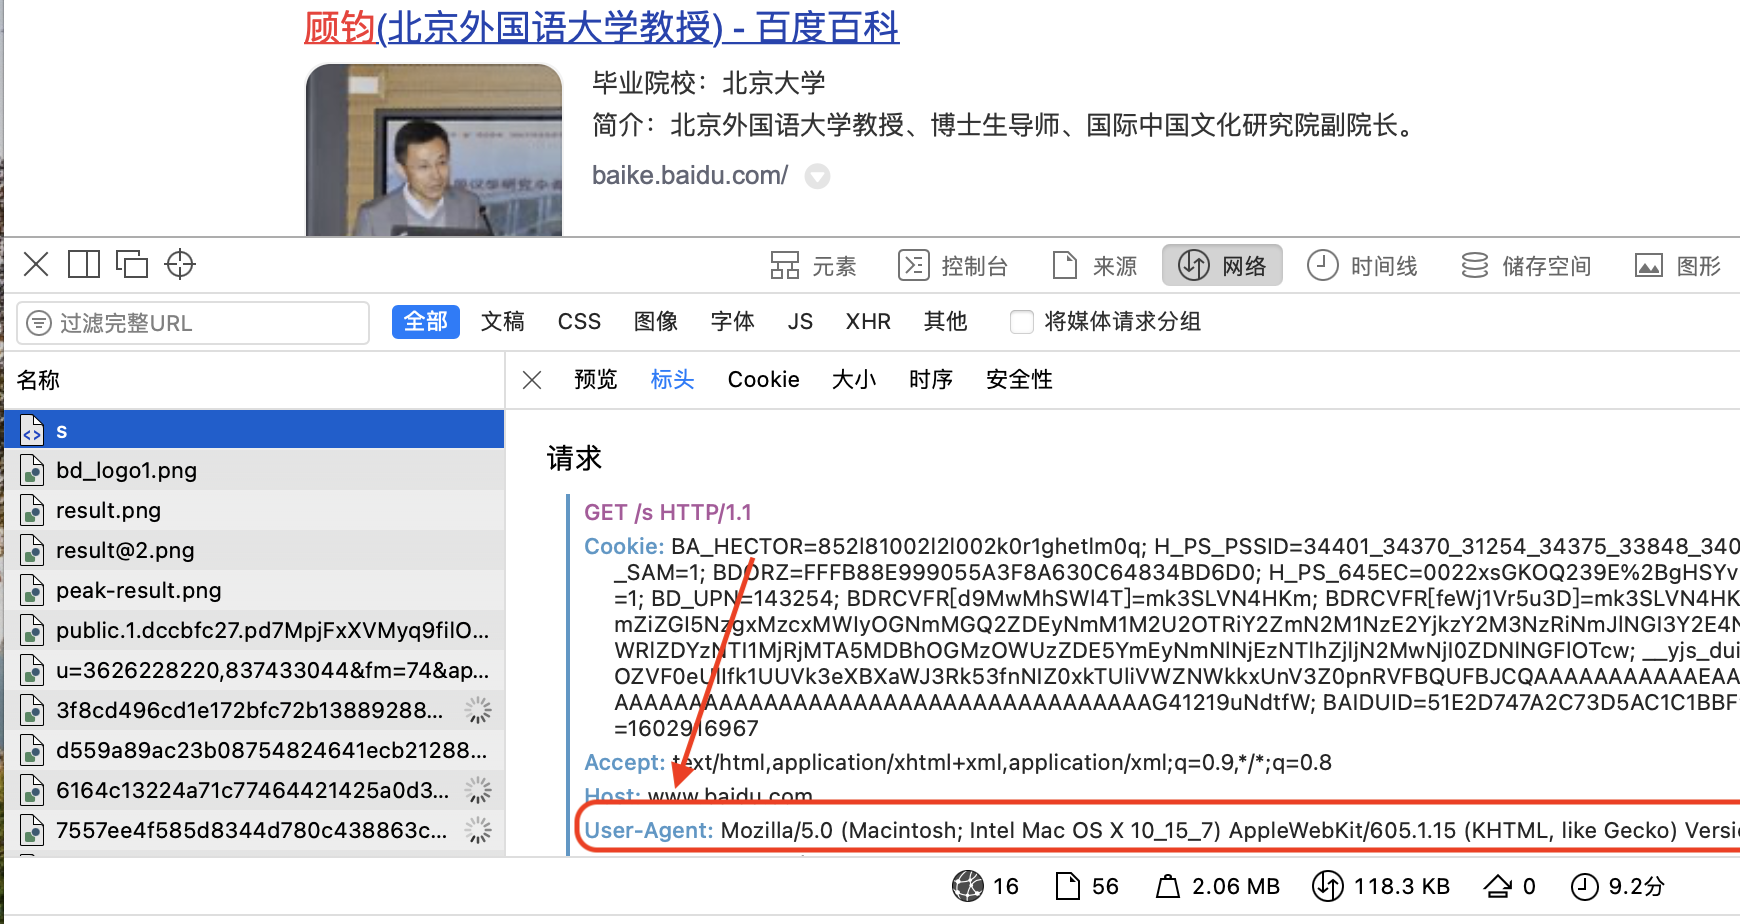 顾钧(北京外国语大学教授) - 百度百科
毕业院校：北京大学
简介：北京外国语大学教授、博士生导师、国际中国文化研究院副院长。
baike.baidu.com/
元素 控制台 来源 网络 时间线 储存空间 图形
过滤完整URL 全部 文稿 CSS 图像 字体 JS XHR 其他 将媒体请求分组
名称
预览 标头 Cookie 大小 时序 安全性
s
bd_logo1.png
result.png
result@2.png
peak-result.png
public.1.dccbfc27.pd7MpjFxXVMyq9filO...
u=3626228220,837433044&fm=74&ap...
3f8cd496cd1e172bfc72b13889288...
d559a89ac23b08754824641ecb21288...
6164c13224a71c77464421425a0d3...
7557ee4f585d8344d780c438863c...
请求
GET /s HTTP/1.1
Cookie: BA_HECTOR=852l81002l2l002k0r1ghetlm0q; H_PS_PSSID=34401_34370_31254_34375_33848_340
_SAM=1; BDORZ=FFFB88E999055A3F8A630C64834BD6D0; H_PS_645EC=0022xsGKOQ239E%2BgHSYv
=1; BD_UPN=143254; BDRCVFR[d9MwMhSWI4T]=mk3SLVN4HKm; BDRCVFR[feWj1Vr5u3D]=mk3SLVN4HK
=1602916967
Accept: text/html,application/xhtml+xml,application/xml;q=0.9,*/*;q=0.8
Host: www.baidu.com
User-Agent: Mozilla/5.0 (Macintosh; Intel Mac OS X 10_15_7) AppleWebKit/605.1.15 (KHTML, like Gecko) Versi
16 56 2.06 MB 118.3 KB 0 9.2分